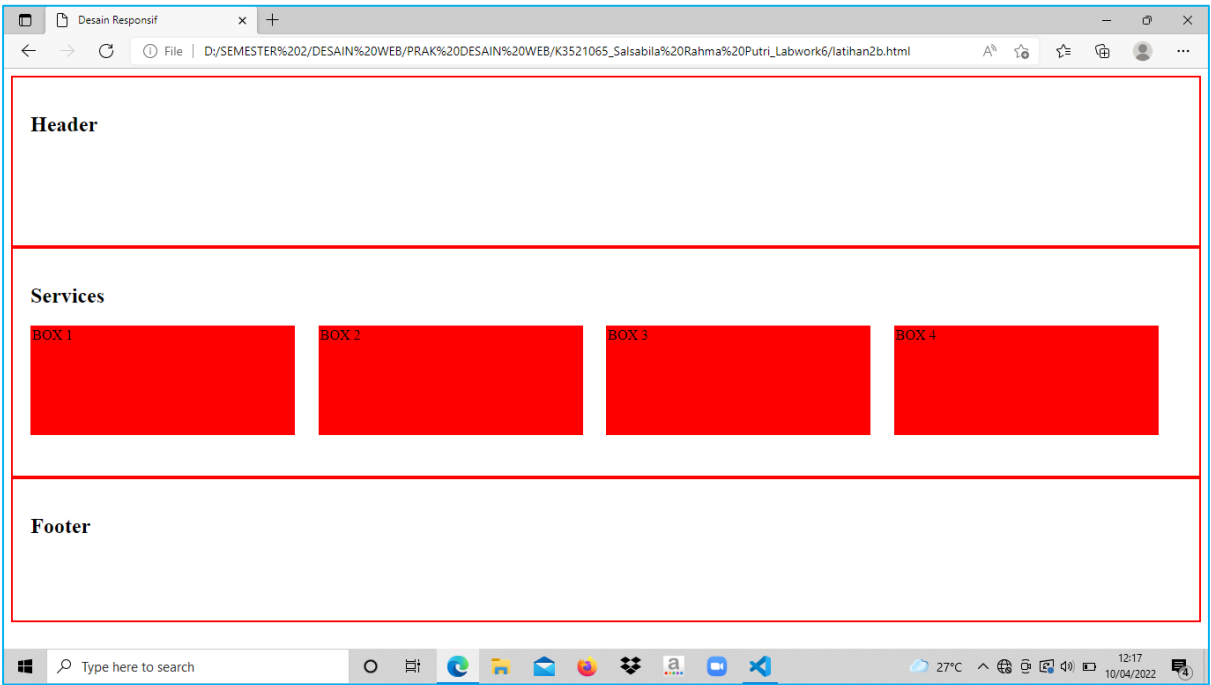 Desain Responsif
File | D:/SEMESTER%202/DESAIN%20WEB/PRAK%20DESAIN%20WEB/K3521065_Salsabila%20Rahma%20Putri_Labwork6/latihan2b.html
Header
Services
BOX 1 BOX 2 BOX 3 BOX 4
Footer
Type here to search
a
27°C
12:17
10/04/2022
4